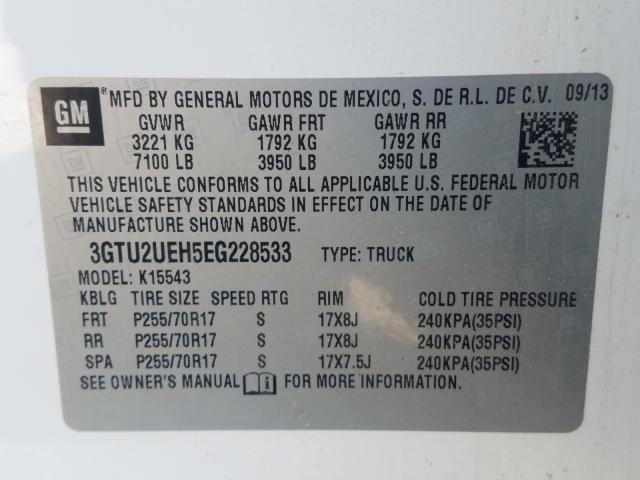 GM ® MFD BY GENERAL MOTORS DE MEXICO, S. DE R.L. DE C.V. 09/13
GVWR GAWR FRT GAWR RR
3221 KG 1792 KG 1792 KG
7100 LB 3950 LB 3950 LB
THIS VEHICLE CONFORMS TO ALL APPLICABLE U.S. FEDERAL MOTOR
VEHICLE SAFETY STANDARDS IN EFFECT ON THE DATE OF
MANUFACTURE SHOWN ABOVE.
3GTU2UEH5EG228533 TYPE: TRUCK
MODEL: K15543
KBLG TIRE SIZE SPEED RTG RIM COLD TIRE PRESSURE
FRT P255/70R17 S 17X8J 240KPA(35PSI)
RR P255/70R17 S 17X8J 240KPA(35PSI)
SPA P255/70R17 S 17X7.5J 240KPA(35PSI)
SEE OWNER'S MANUAL FOR MORE INFORMATION.